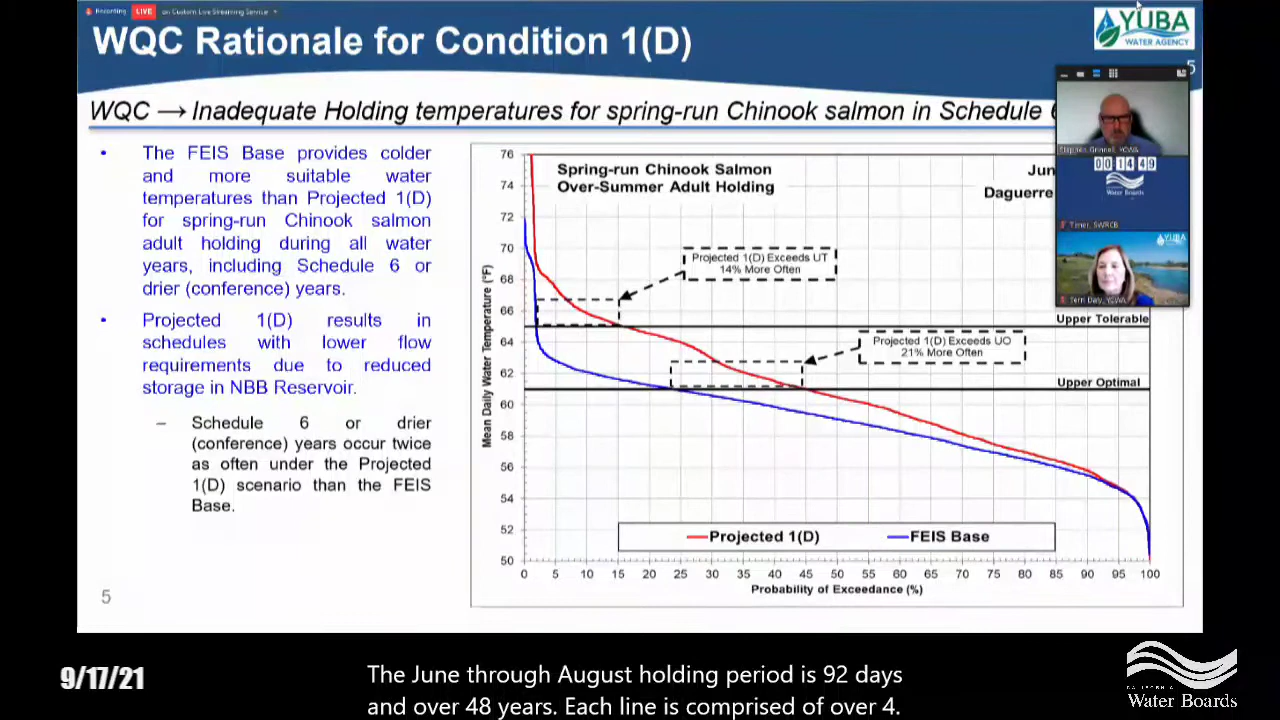 Recording LIVE on Custom Live Streaming Service
WQC Rationale for Condition 1(D)
YUBA
WATER AGENCY
5
WQC → Inadequate Holding temperatures for spring-run Chinook salmon in Schedule 6
• The FEIS Base provides colder
and more suitable water
temperatures than Projected 1(D)
for spring-run Chinook salmon
adult holding during all water
years, including Schedule 6 or
drier (conference) years.
• Projected 1(D) results in
schedules with lower flow
requirements due to reduced
storage in NBB Reservoir.
– Schedule 6 or drier
(conference) years occur twice
as often under the Projected
1(D) scenario than the FEIS
Base.
5
Spring-run Chinook Salmon
Over-Summer Adult Holding
Jun
Daguerre
Projected 1(D) Exceeds UT
14% More Often
Upper Tolerable
Projected 1(D) Exceeds UO
21% More Often
Upper Optimal
Mean Daily Water Temperature (°F)
76
74
72
70
68
66
64
62
60
58
56
54
52
50
Projected 1(D) FEIS Base
0 5 10 15 20 25 30 35 40 45 50 55 60 65 70 75 80 85 90 95 100
Probability of Exceedance (%)
Stephen Grinnell, YCWA
00:14:49
Water Boards
Timer, SWRCB
YUBA
Terri Daly, YCWA
9/17/21
The June through August holding period is 92 days
and over 48 years. Each line is comprised of over 4.
CALIFORNIA
Water Boards